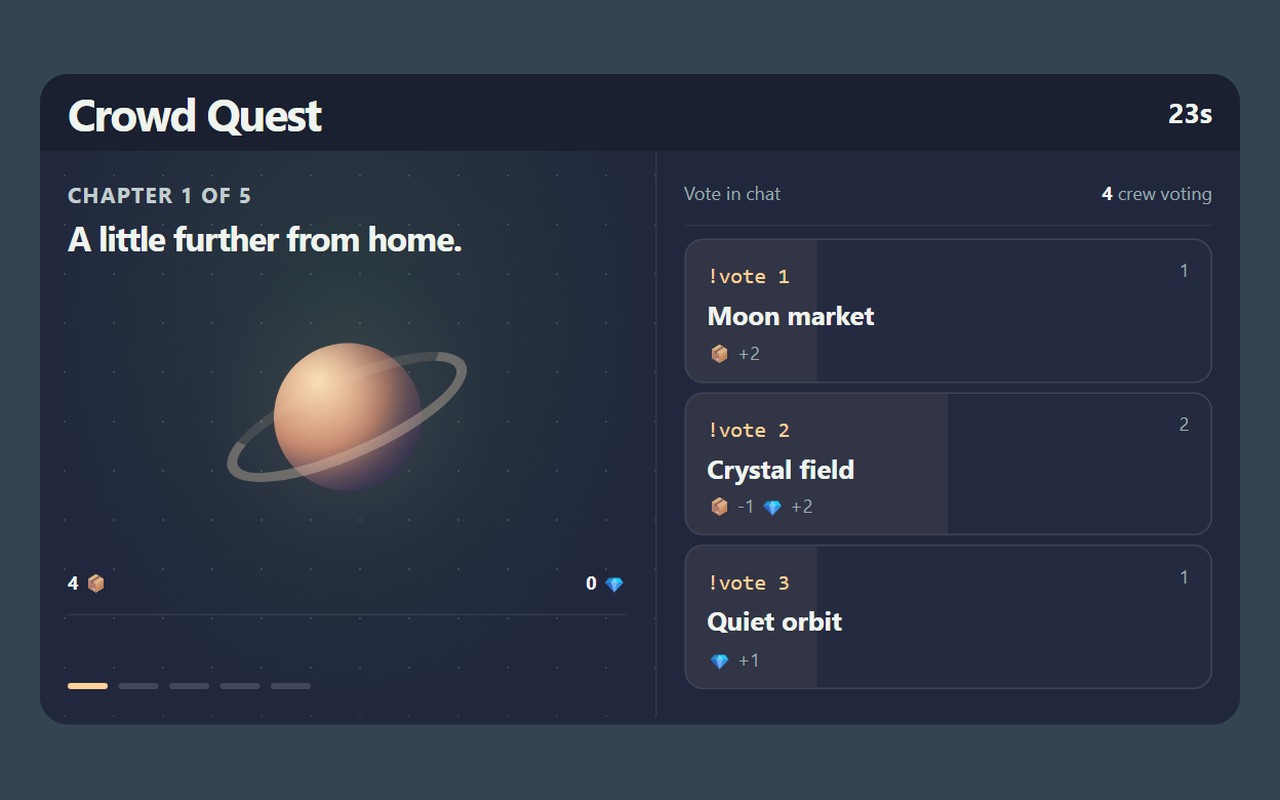 Crowd Quest
23s
CHAPTER 1 OF 5
A little further from home.
4
0
Vote in chat
4 crew voting
!vote 1
1
Moon market
+2
!vote 2
2
Crystal field
-1 +2
!vote 3
1
Quiet orbit
+1